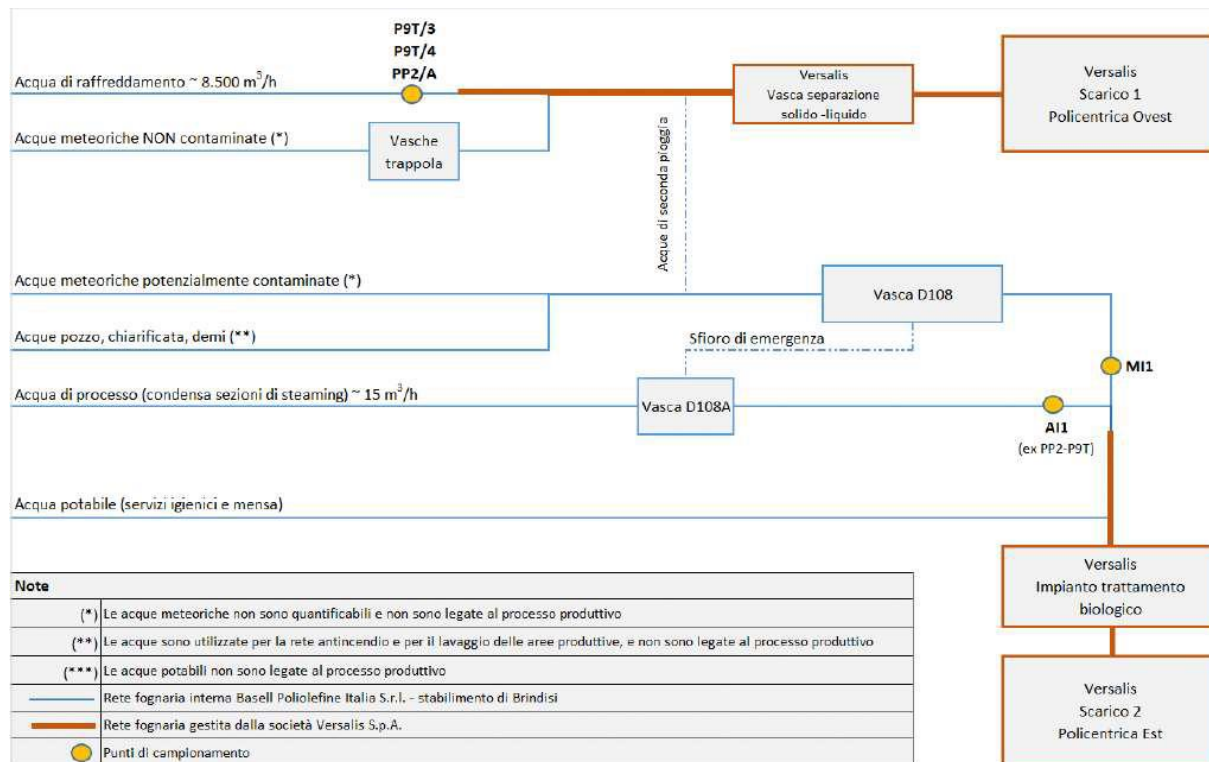 P9T/3
P9T/4
PP2/A
Acqua di raffreddamento ~ 8.500 m³/h
Versalis
Vasca separazione
solido -liquido
Versalis
Scarico 1
Policentrica Ovest
Acque meteoriche NON contaminate (*)
Vasche
trappola
Acque di seconda pioggia
Acque meteoriche potenzialmente contaminate (*)
Vasca D108
Acque pozzo, chiarificata, demi (**)
Sfioro di emergenza
MI1
Acqua di processo (condensa sezioni di steaming) ~ 15 m³/h
Vasca D108A
AI1
(ex PP2-P9T)
Acqua potabile (servizi igienici e mensa)
Versalis
Impianto trattamento
biologico
Versalis
Scarico 2
Policentrica Est
Note
(*) Le acque meteoriche non sono quantificabili e non sono legate al processo produttivo
(**) Le acque sono utilizzate per la rete antincendio e per il lavaggio delle aree produttive, e non sono legate al processo produttivo
(***) Le acque potabili non sono legate al processo produttivo
Rete fognaria interna Basell Poliolefine Italia S.r.l. - stabilimento di Brindisi
Rete fognaria gestita dalla società Versalis S.p.A.
Punti di campionamento